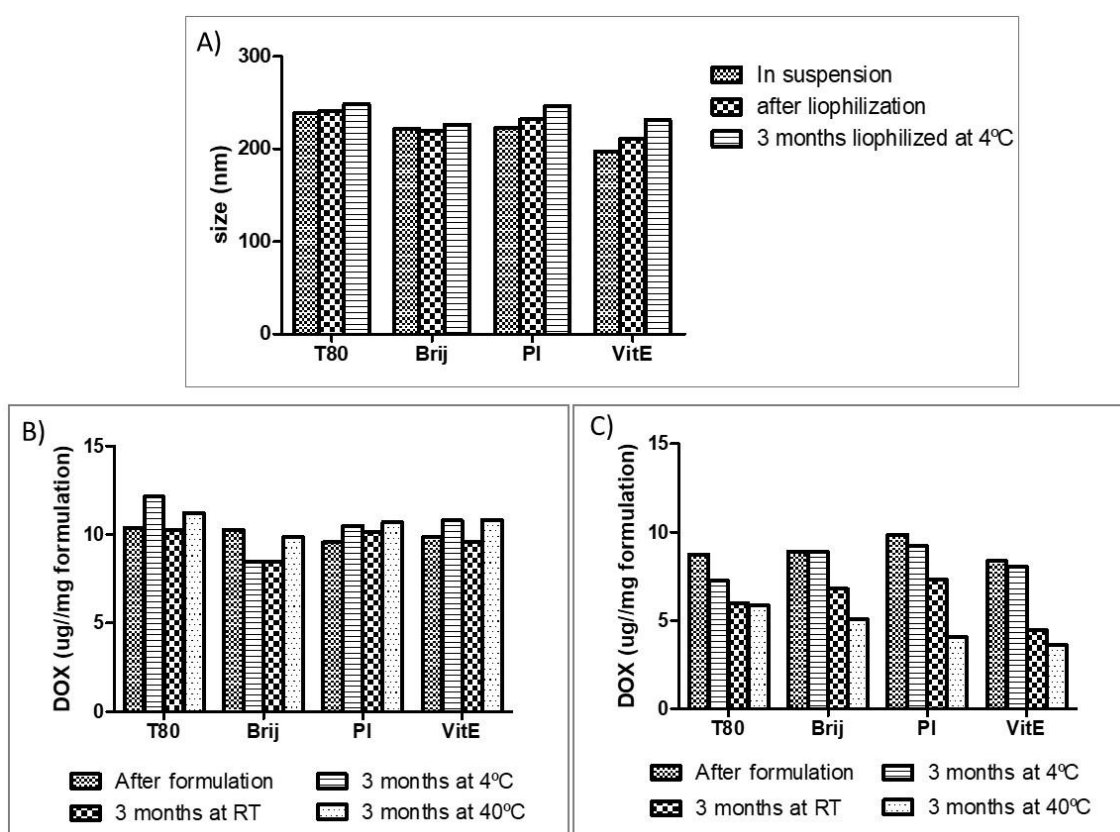 A)
300
200
100
0
size (nm)
T80 Brij Pl VitE
In suspension
after liophilization
3 months liophilized at 4ºC
B)
15
10
5
0
DOX (ug//mg formulation)
T80 Brij Pl VitE
After formulation 3 months at 4ºC
3 months at RT 3 months at 40ºC
C)
15
10
5
0
DOX (ug//mg formulation)
T80 Brij Pl VitE
After formulation 3 months at 4ºC
3 months at RT 3 months at 40ºC